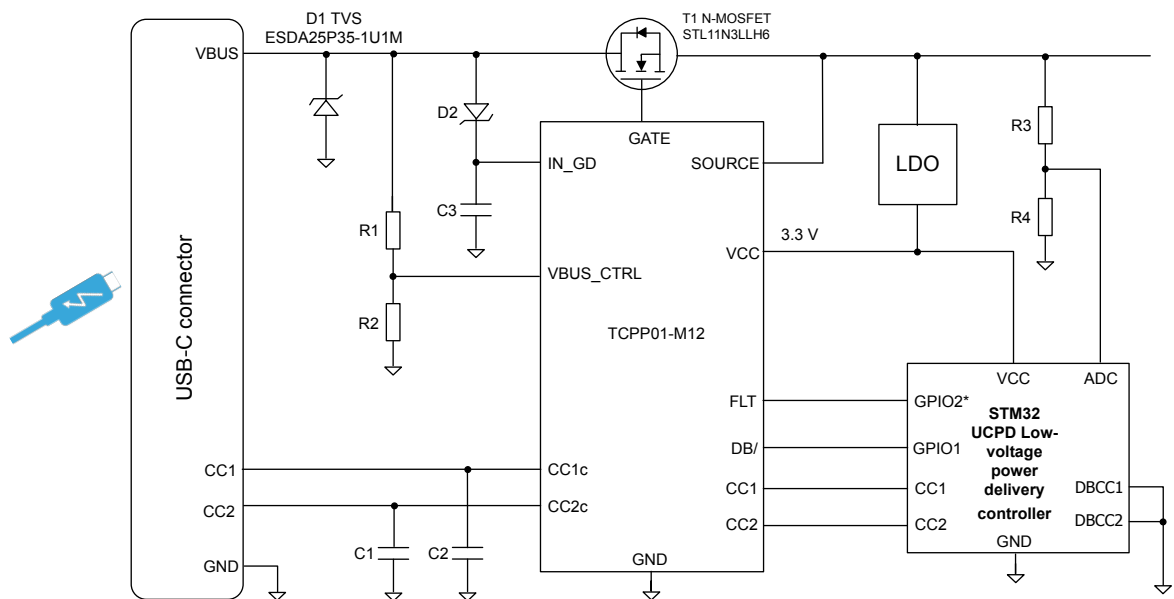 D1 TVS
ESDA25P35-1U1M
T1 N-MOSFET
STL11N3LLH6
VBUS
D2
GATE
IN_GD
SOURCE
LDO
R3
C3
R4
R1
3.3 V
VCC
VBUS_CTRL
R2
TCPP01-M12
USB-C connector
VCC
ADC
FLT
GPIO2*
STM32
UCPD Low-
voltage
power
delivery
controller
DB/
GPIO1
CC1
CC1c
CC1
CC1
DBCC1
CC2
CC2c
CC2
CC2
DBCC2
C1
C2
GND
GND
GND